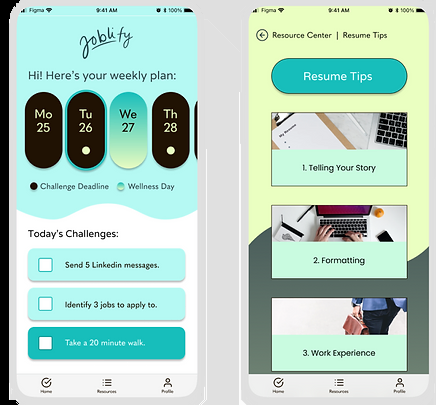 Figma 9:41 AM 100%
Joblify
Hi! Here's your weekly plan:
Mo Tu We Th
25 26 27 28
Challenge Deadline Wellness Day
Today's Challenges:
Send 5 Linkedin messages.
Identify 3 jobs to apply to.
Take a 20 minute walk.
Home Resources Profile
Figma 9:41 AM 100%
Resource Center | Resume Tips
Resume Tips
My Resume
1. Telling Your Story
2. Formatting
3. Work Experience
Home Resources Profile